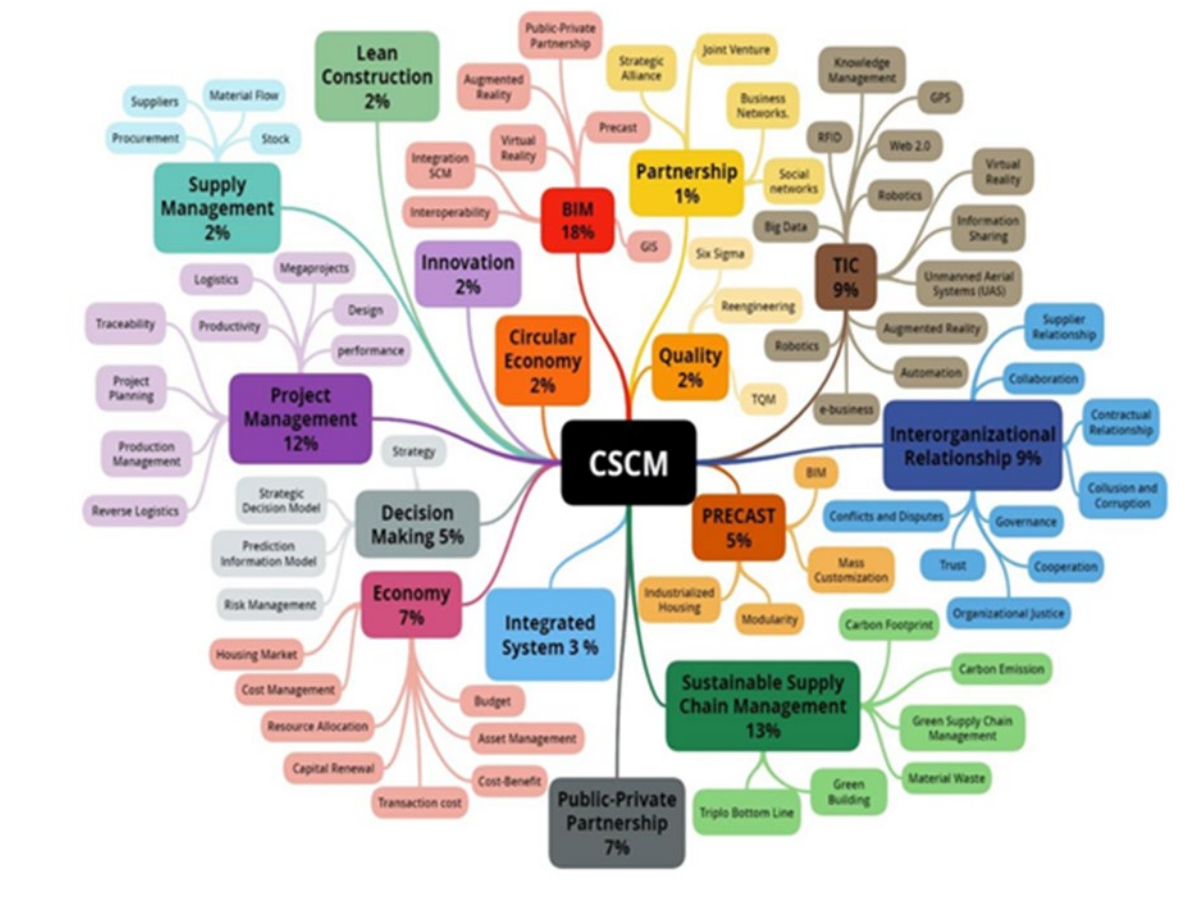 Lean
Construction
2%
Suppliers
Material Flow
Procurement
Stock
Supply
Management
2%
Public-Private
Partnership
Augmented
Reality
Virtual
Reality
Precast
Integration
SCM
Interoperability
GIS
BIM
18%
Strategic
Alliance
Joint Venture
Business
Networks.
Social
networks
Partnership
1%
Knowledge
Management
GPS
RFID
Web 2.0
Virtual
Reality
Robotics
Big Data
Information
Sharing
TIC
9%
Unmanned Aerial
Systems (UAS)
Augmented Reality
Robotics
Automation
e-business
Innovation
2%
Circular
Economy
2%
Six Sigma
Reengineering
Quality
2%
TQM
Logistics
Megaprojects
Traceability
Productivity
Design
performance
Project
Planning
Production
Management
Reverse Logistics
Project
Management
12%
CSCM
Supplier
Relationship
Collaboration
Contractual
Relationship
Interorganizational
Relationship 9%
Collusion and
Corruption
Conflicts and Disputes
Governance
Trust
Cooperation
Organizational Justice
Strategy
Strategic
Decision Model
Prediction
Information Model
Risk Management
Decision
Making 5%
BIM
PRECAST
5%
Mass
Customization
Industrialized
Housing
Modularity
Economy
7%
Housing Market
Cost Management
Resource Allocation
Capital Renewal
Transaction cost
Budget
Asset Management
Cost-Benefit
Integrated
System 3 %
Carbon Footprint
Carbon Emission
Sustainable Supply
Chain Management
13%
Green Supply Chain
Management
Material Waste
Green
Building
Triplo Bottom Line
Public-Private
Partnership
7%